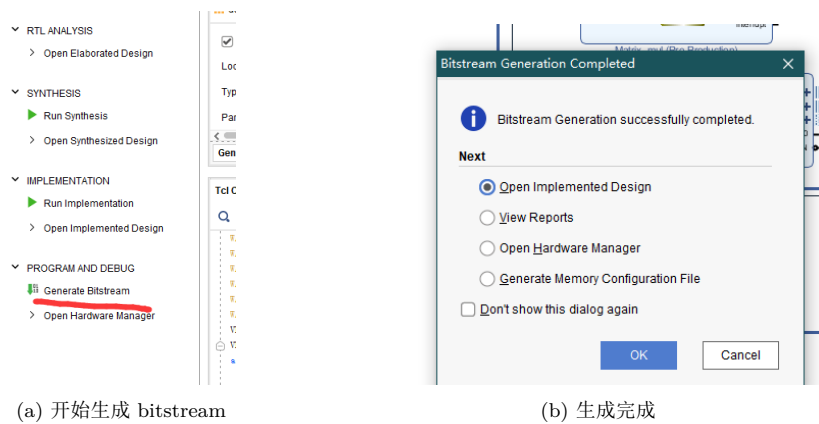 RTL ANALYSIS
Open Elaborated Design
SYNTHESIS
Run Synthesis
Open Synthesized Design
IMPLEMENTATION
Run Implementation
Open Implemented Design
PROGRAM AND DEBUG
Generate Bitstream
Open Hardware Manager
Loc
Typ
Par
Gen
Tcl C
Interrupt
Matrix_mul (Pre-Production)
Bitstream Generation Completed
Bitstream Generation successfully completed.
Next
Open Implemented Design
View Reports
Open Hardware Manager
Generate Memory Configuration File
Don't show this dialog again
OK
Cancel
(a) 开始生成 bitstream
(b) 生成完成